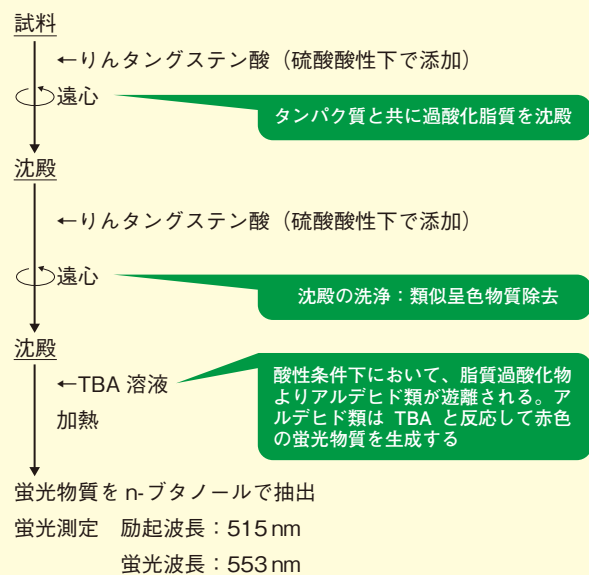 試料
←りんタングステン酸（硫酸酸性下で添加）
遠心
タンパク質と共に過酸化脂質を沈殿
沈殿
←りんタングステン酸（硫酸酸性下で添加）
遠心
沈殿の洗浄：類似呈色物質除去
沈殿
←TBA 溶液
加熱
酸性条件下において、脂質過酸化物
よりアルデヒド類が遊離される。ア
ルデヒド類は TBA と反応して赤色
の蛍光物質を生成する
蛍光物質を n-ブタノールで抽出
蛍光測定　励起波長：515 nm
蛍光波長：553 nm